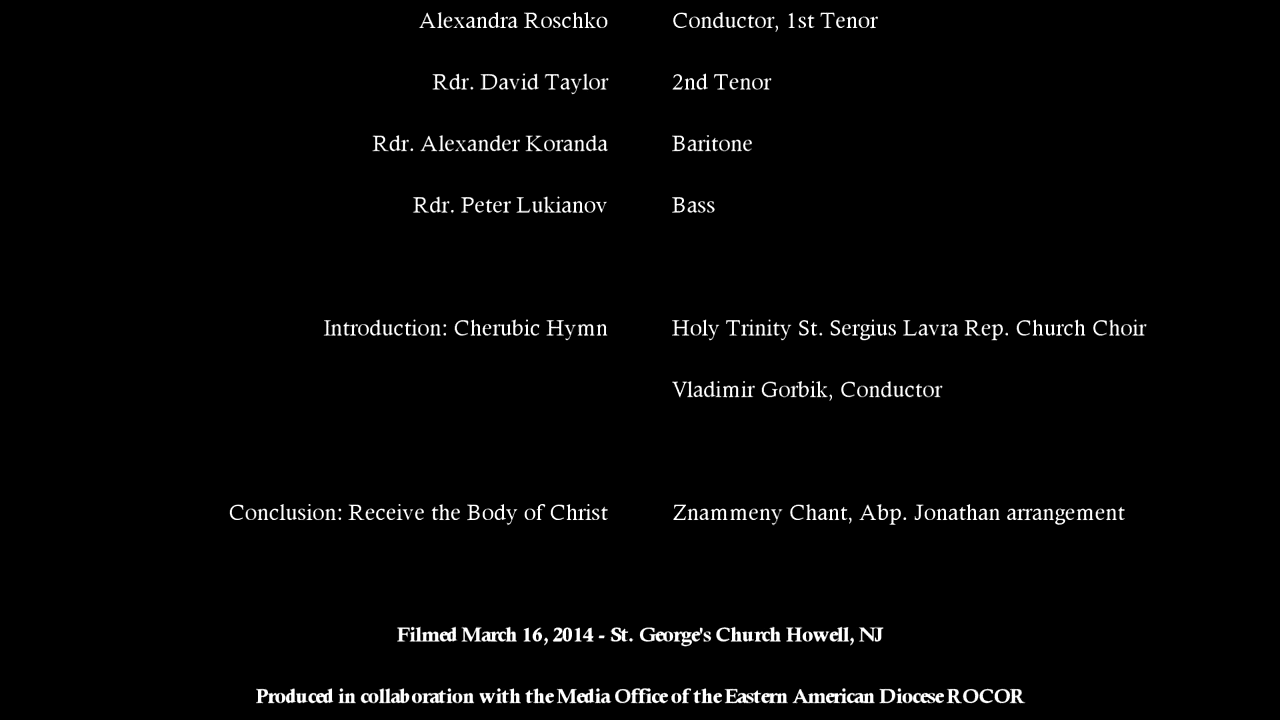 Alexandra Roschko Conductor, 1st Tenor
Rdr. David Taylor 2nd Tenor
Rdr. Alexander Koranda Baritone
Rdr. Peter Lukianov Bass
Introduction: Cherubic Hymn Holy Trinity St. Sergius Lavra Rep. Church Choir
Vladimir Gorbik, Conductor
Conclusion: Receive the Body of Christ Znammeny Chant, Abp. Jonathan arrangement
Filmed March 16, 2014 - St. George's Church Howell, NJ
Produced in collaboration with the Media Office of the Eastern American Diocese ROCOR